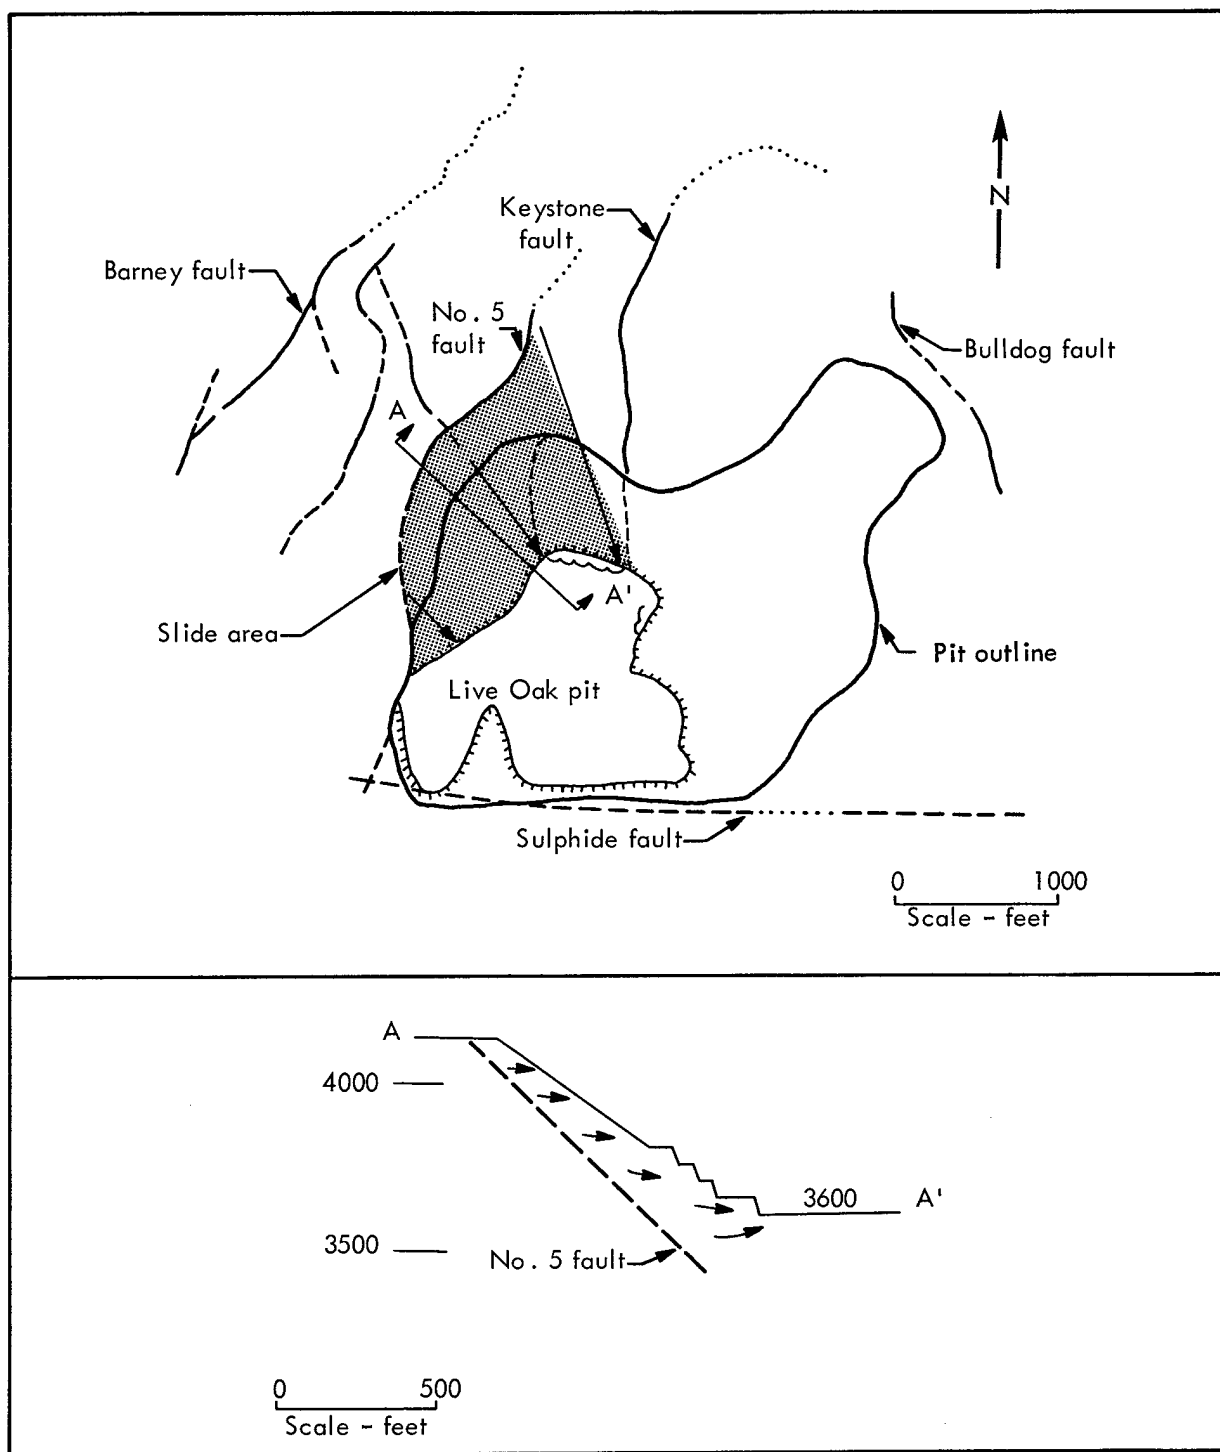 Keystone
fault
N
Barney fault
No. 5
fault
Bulldog fault
A
A'
Slide area
Pit outline
Live Oak pit
Sulphide fault
0 1000
Scale - feet
A
4000
3600 A'
3500
No. 5 fault
0 500
Scale - feet